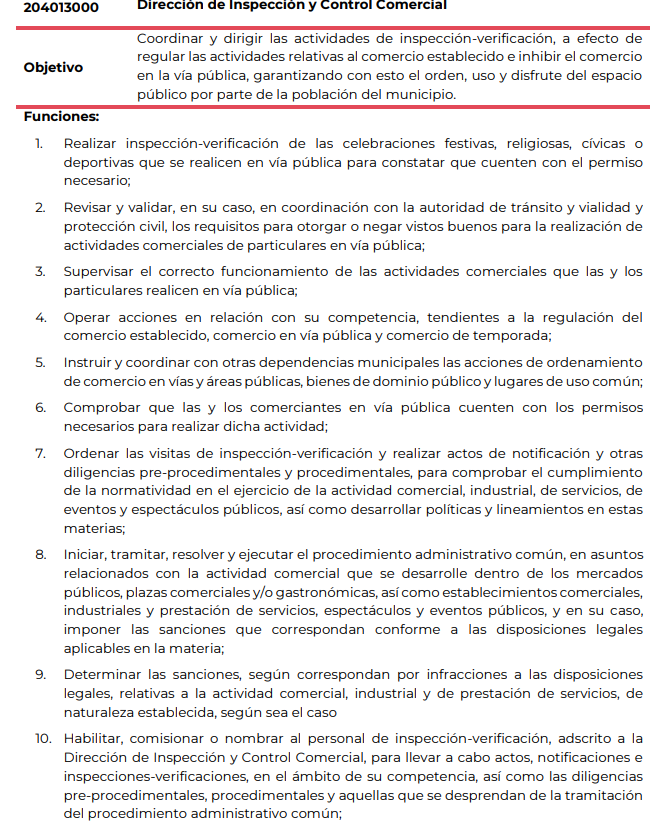 204013000 Dirección de Inspección y Control Comercial
Coordinar y dirigir las actividades de inspección-verificación, a efecto de
regular las actividades relativas al comercio establecido e inhibir el comercio
Objetivo
en la vía pública, garantizando con esto el orden, uso y disfrute del espacio
público por parte de la población del municipio.
Funciones:
1. Realizar inspección-verificación de las celebraciones festivas, religiosas, cívicas o
deportivas que se realicen en vía pública para constatar que cuenten con el permiso
necesario;
2. Revisar y validar, en su caso, en coordinación con la autoridad de tránsito y vialidad y
protección civil, los requisitos para otorgar o negar vistos buenos para la realización de
actividades comerciales de particulares en vía pública;
3. Supervisar el correcto funcionamiento de las actividades comerciales que las y los
particulares realicen en vía pública;
4. Operar acciones en relación con su competencia, tendientes a la regulación del
comercio establecido, comercio en vía pública y comercio de temporada;
5. Instruir y coordinar con otras dependencias municipales las acciones de ordenamiento
de comercio en vías y áreas públicas, bienes de dominio público y lugares de uso común;
6. Comprobar que las y los comerciantes en vía pública cuenten con los permisos
necesarios para realizar dicha actividad;
7. Ordenar las visitas de inspección-verificación y realizar actos de notificación y otras
diligencias pre-procedimentales y procedimentales, para comprobar el cumplimiento
de la normatividad en el ejercicio de la actividad comercial, industrial, de servicios, de
eventos y espectáculos públicos, así como desarrollar políticas y lineamientos en estas
materias;
8. Iniciar, tramitar, resolver y ejecutar el procedimiento administrativo común, en asuntos
relacionados con la actividad comercial que se desarrolle dentro de los mercados
públicos, plazas comerciales y/o gastronómicas, así como establecimientos comerciales,
industriales y prestación de servicios, espectáculos y eventos públicos, y en su caso,
imponer las sanciones que correspondan conforme a las disposiciones legales
aplicables en la materia;
9. Determinar las sanciones, según correspondan por infracciones a las disposiciones
legales, relativas a la actividad comercial, industrial y de prestación de servicios, de
naturaleza establecida, según sea el caso
10. Habilitar, comisionar o nombrar al personal de inspección-verificación, adscrito a la
Dirección de Inspección y Control Comercial, para llevar a cabo actos, notificaciones e
inspecciones-verificaciones, en el ámbito de su competencia, así como las diligencias
pre-procedimentales, procedimentales y aquellas que se desprendan de la tramitación
del procedimiento administrativo común;